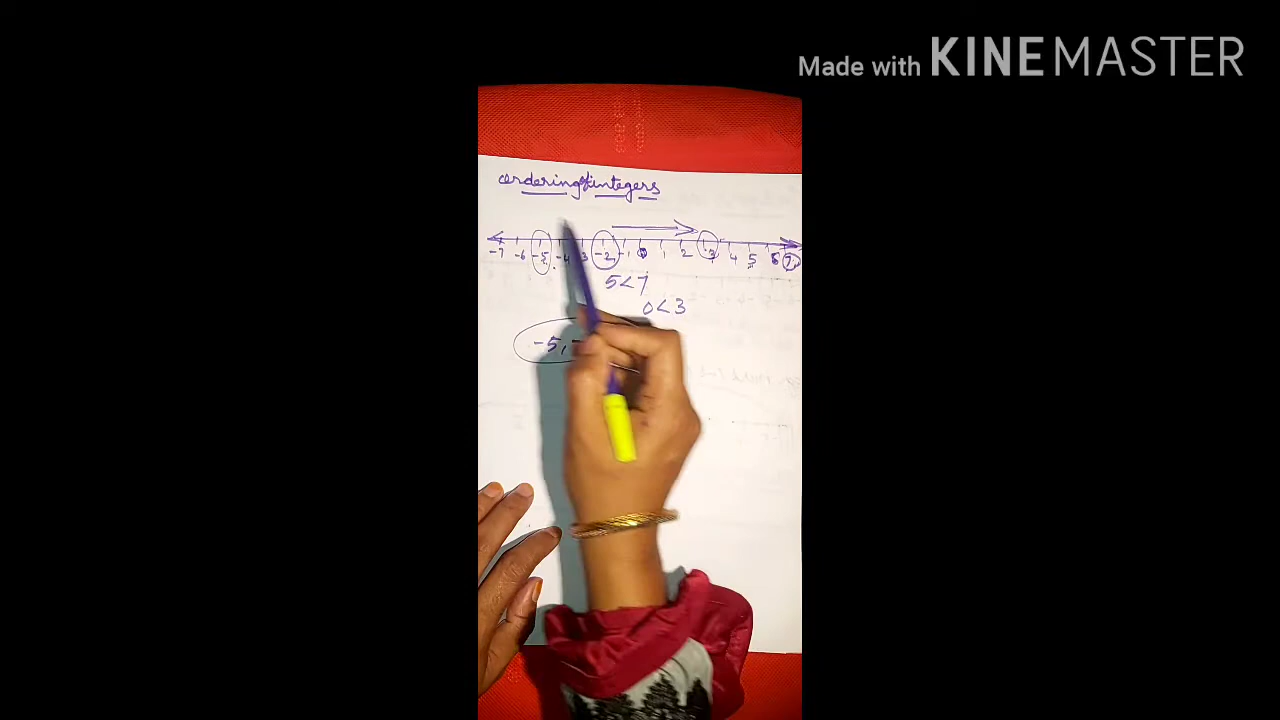 Made with KINEMASTER
ordering of integers
-7 -6 -5 -4 -3 -2 -1 0 1 2 3 4 5 6 7
5<7
0<3
-5,